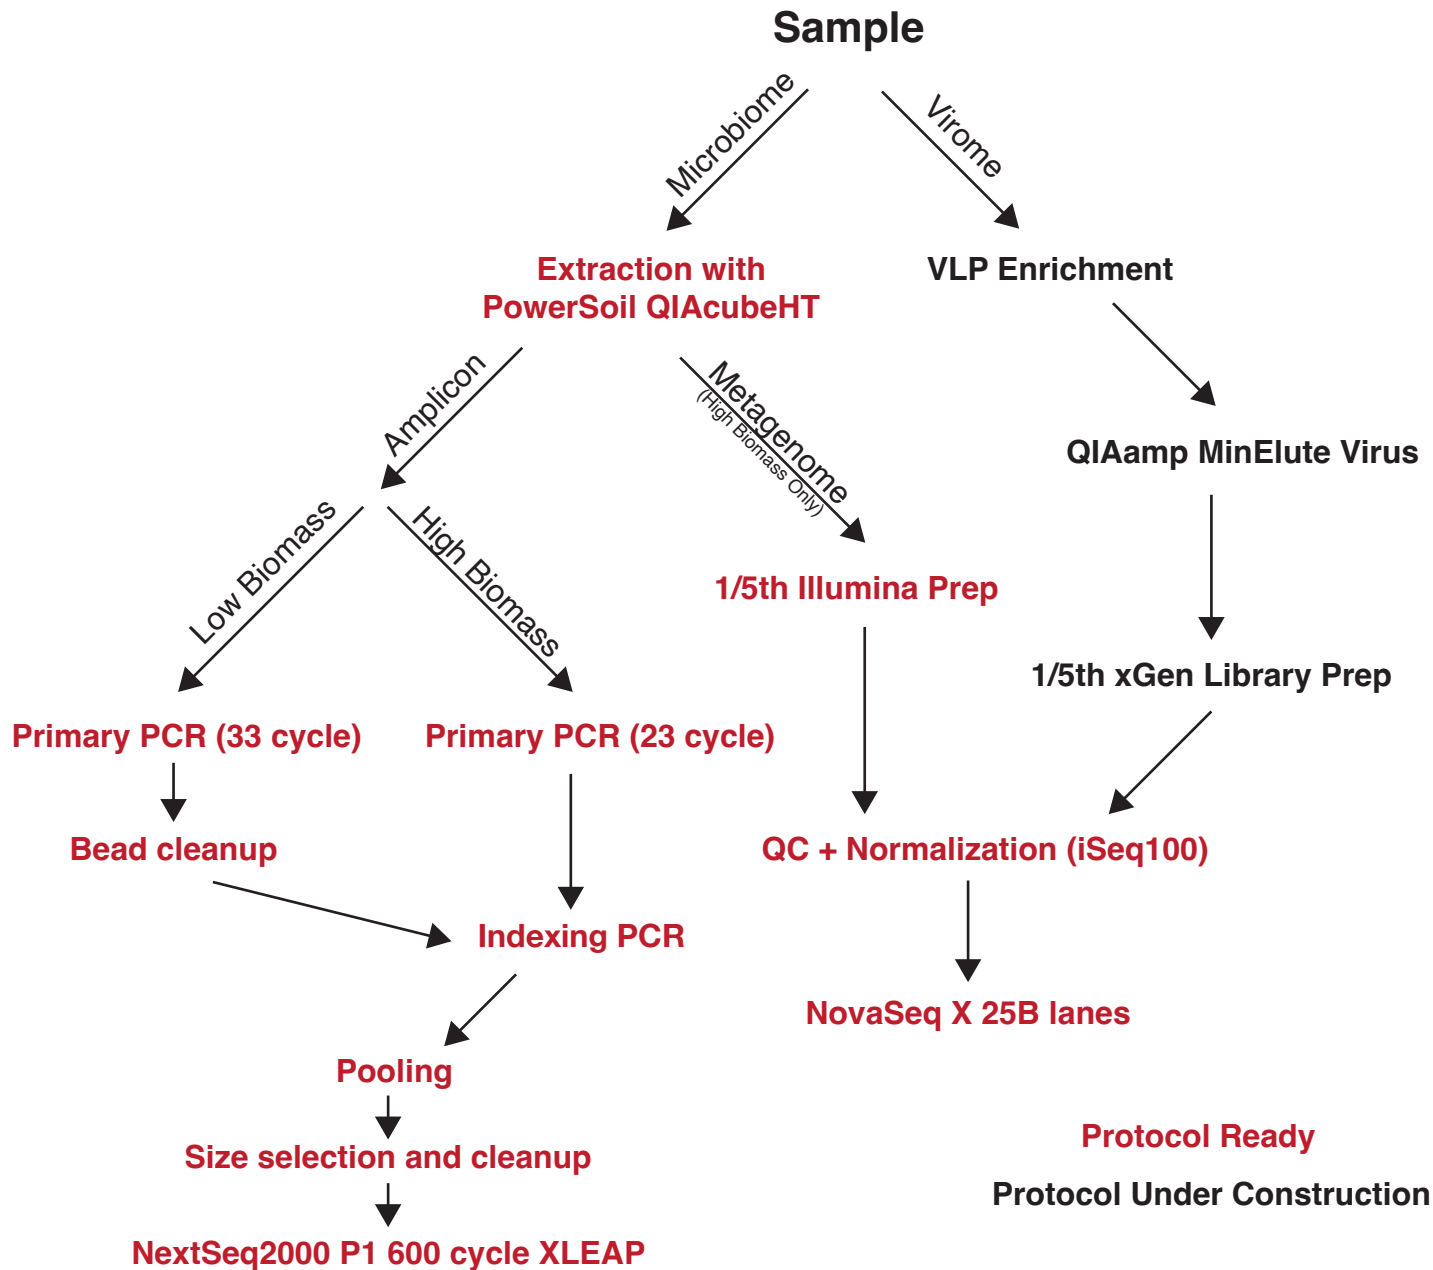 Sample
Microbiome
Virome
Extraction with
PowerSoil QIAcubeHT
VLP Enrichment
Amplicon
Metagenome
(High Biomass Only)
QIAamp MinElute Virus
Low Biomass
High Biomass
1/5th Illumina Prep
1/5th xGen Library Prep
Primary PCR (33 cycle)
Primary PCR (23 cycle)
Bead cleanup
QC + Normalization (iSeq100)
Indexing PCR
NovaSeq X 25B lanes
Pooling
Protocol Ready
Size selection and cleanup
Protocol Under Construction
NextSeq2000 P1 600 cycle XLEAP